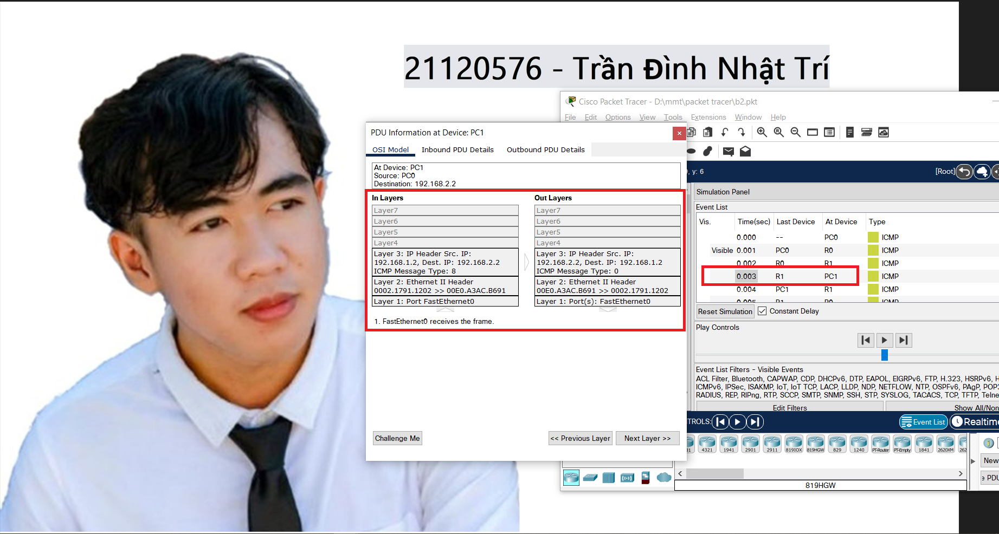 21120576 - Trần Đình Nhật Trí
Cisco Packet Tracer - D:\mmt\packet tracer\b2.pkt
File Edit Options View Tools Extensions Window Help
PDU Information at Device: PC1
OSI Model Inbound PDU Details Outbound PDU Details
At Device: PC1
Source: PC0
Destination: 192.168.2.2
In Layers
Layer7
Layer6
Layer5
Layer4
Layer 3: IP Header Src. IP:
192.168.1.2, Dest. IP: 192.168.2.2
ICMP Message Type: 8
Layer 2: Ethernet II Header
0002.1791.1202 >> 00E0.A3AC.B691
Layer 1: Port FastEthernet0
Out Layers
Layer7
Layer6
Layer5
Layer4
Layer 3: IP Header Src. IP:
192.168.2.2, Dest. IP: 192.168.1.2
ICMP Message Type: 0
Layer 2: Ethernet II Header
00E0.A3AC.B691 >> 0002.1791.1202
Layer 1: Port(s): FastEthernet0
1. FastEthernet0 receives the frame.
Challenge Me
<< Previous Layer
Next Layer >>
, y: 6
[Root]
Simulation Panel
Event List
Vis. Time(sec) Last Device At Device Type
0.000 -- PC0 ICMP
Visible 0.001 PC0 R0 ICMP
0.002 R0 R1 ICMP
0.003 R1 PC1 ICMP
0.004 PC1 R1 ICMP
0.005 R1 R0 ICMP
Reset Simulation Constant Delay
Play Controls
Event List Filters - Visible Events
ACL Filter, Bluetooth, CAPWAP, CDP, DHCPv6, DTP, EAPOL, EIGRPv6, FTP, H.323, HSRPv6, H
ICMPv6, IPSec, ISAKMP, IoT, IoT TCP, LACP, LLDP, NDP, NETFLOW, NTP, OSPFv6, PAgP, POP3
RADIUS, REP, RIPng, RTP, SCCP, SMTP, SNMP, SSH, STP, SYSLOG, TACACS, TCP, TFTP, Telne
Edit Filters Show All/Non
TROLS: Event List Realtime
4321 1941 2901 2911 819IOX 819HGW 829 1240 PT-Router PT-Empty 1841 2620XM 262
New
PDU
819HGW